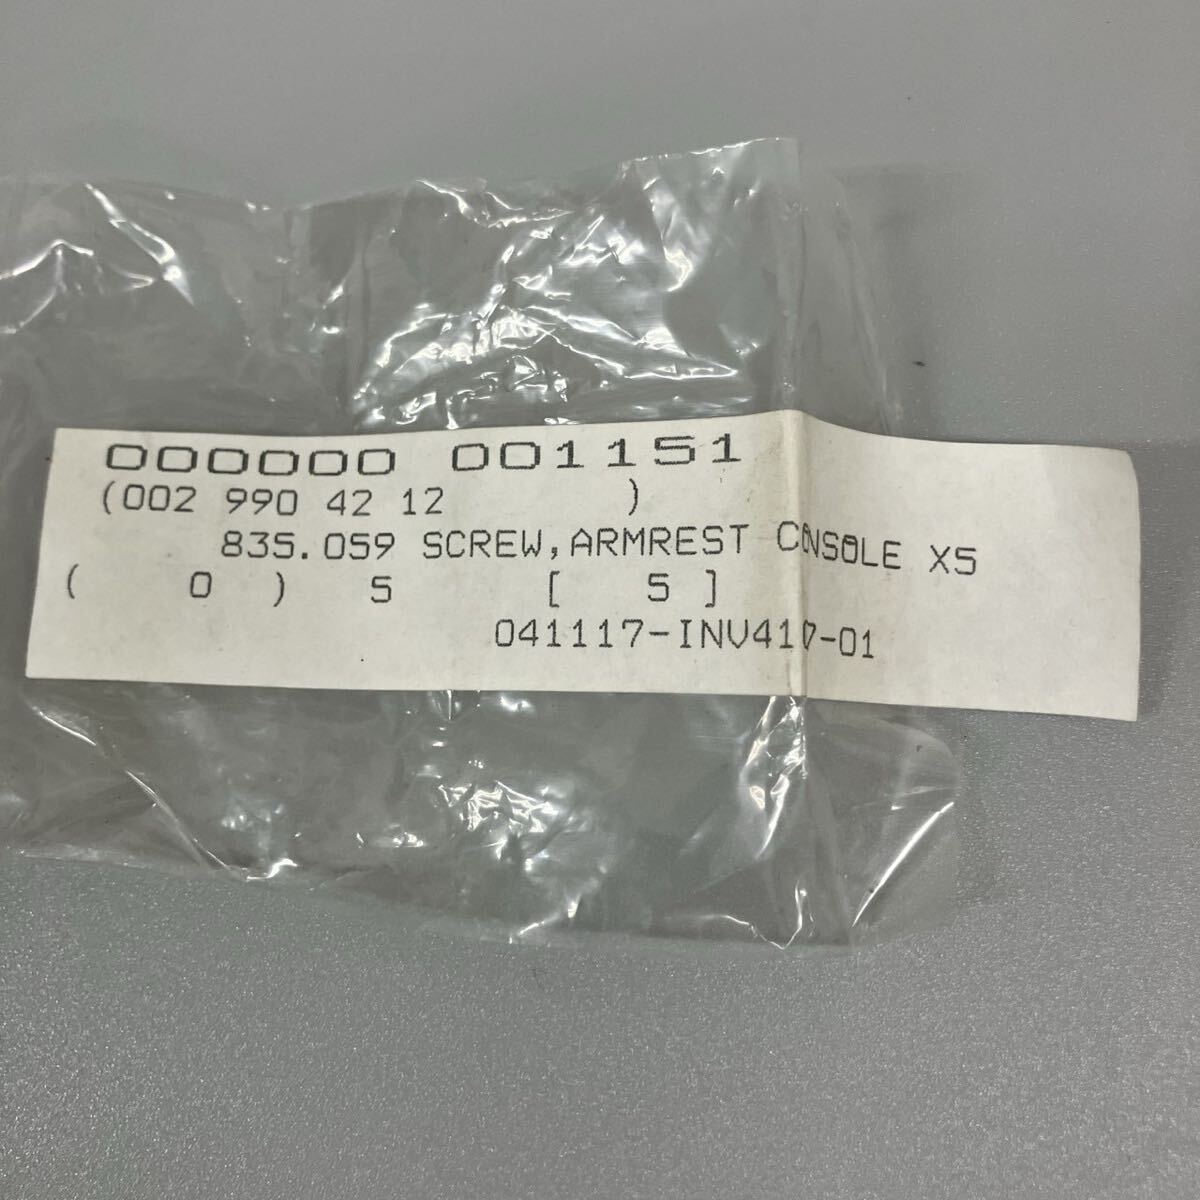 000000 001151
(002 990 42 12 )
835.059 SCREW,ARMREST CONSOLE X5
( 0 ) 5 [ 5 ]
041117-INV410-01